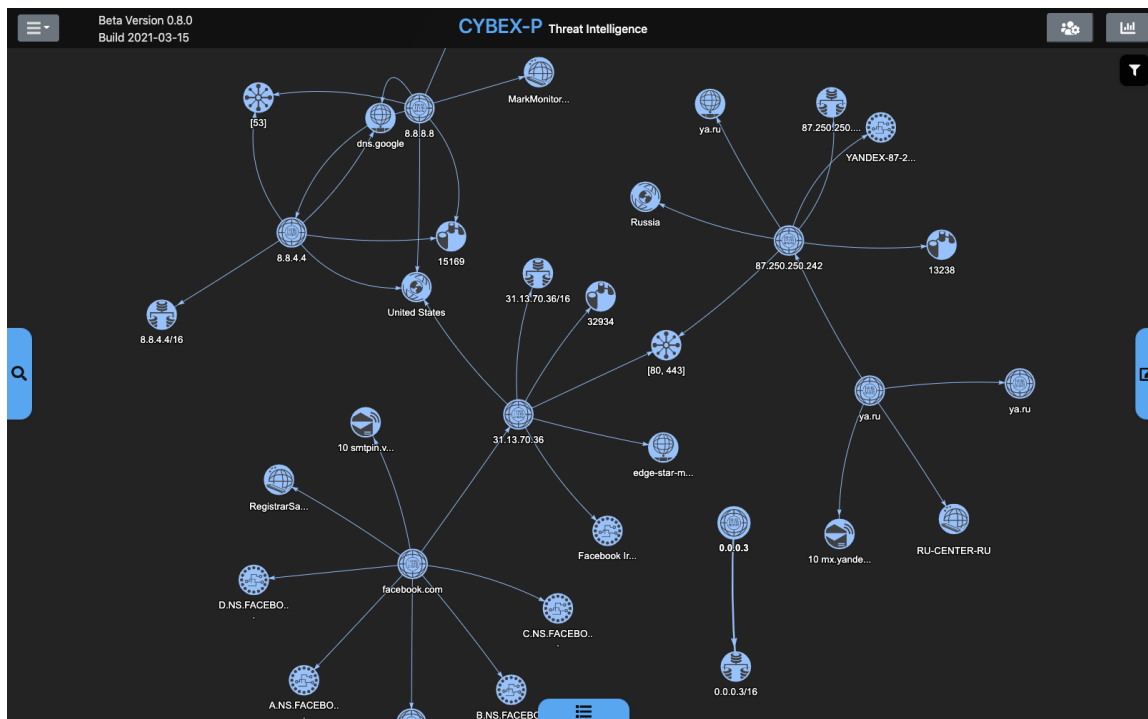 Beta Version 0.8.0
Build 2021-03-15
CYBEX-P Threat Intelligence
MarkMonitor...
[53]
8.8.8.8
dns.google
ya.ru
87.250.250....
YANDEX-87-2...
Russia
8.8.4.4
15169
87.250.250.242
13238
United States
31.13.70.36/16
32934
8.8.4.4/16
[80, 443]
ya.ru
ya.ru
31.13.70.36
10 smtpin.v...
edge-star-m...
RegistrarSa...
Facebook Ir...
0.0.0.3
10 mx.yande...
RU-CENTER-RU
facebook.com
D.NS.FACEBO..
.
C.NS.FACEBO..
.
0.0.0.3/16
A.NS.FACEBO..
.
B.NS.FACEBO